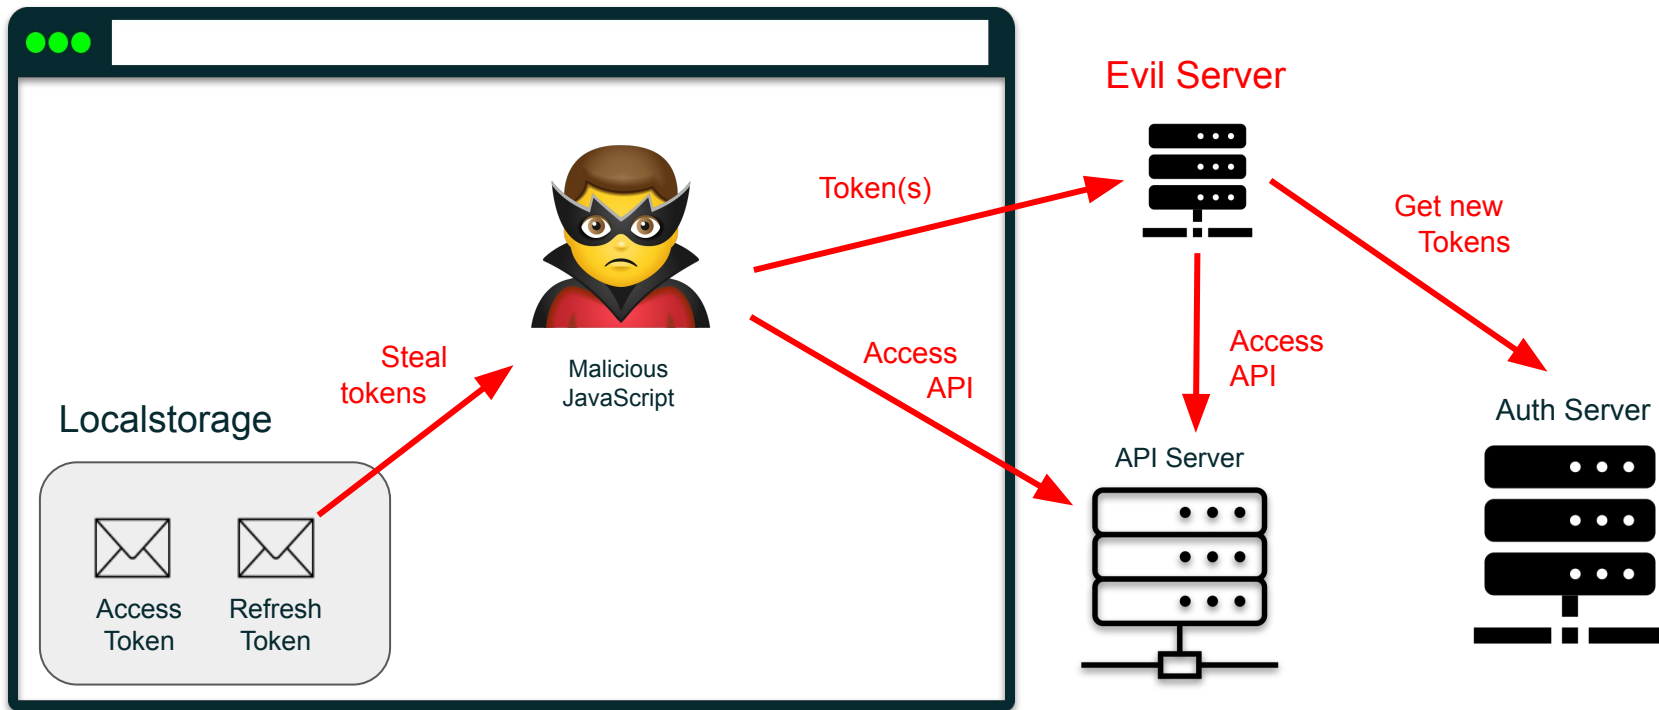 Evil Server
Token(s)
Get new
Tokens
Steal
tokens
Malicious
JavaScript
Access
API
Access
API
Localstorage
Auth Server
API Server
Access
Token
Refresh
Token